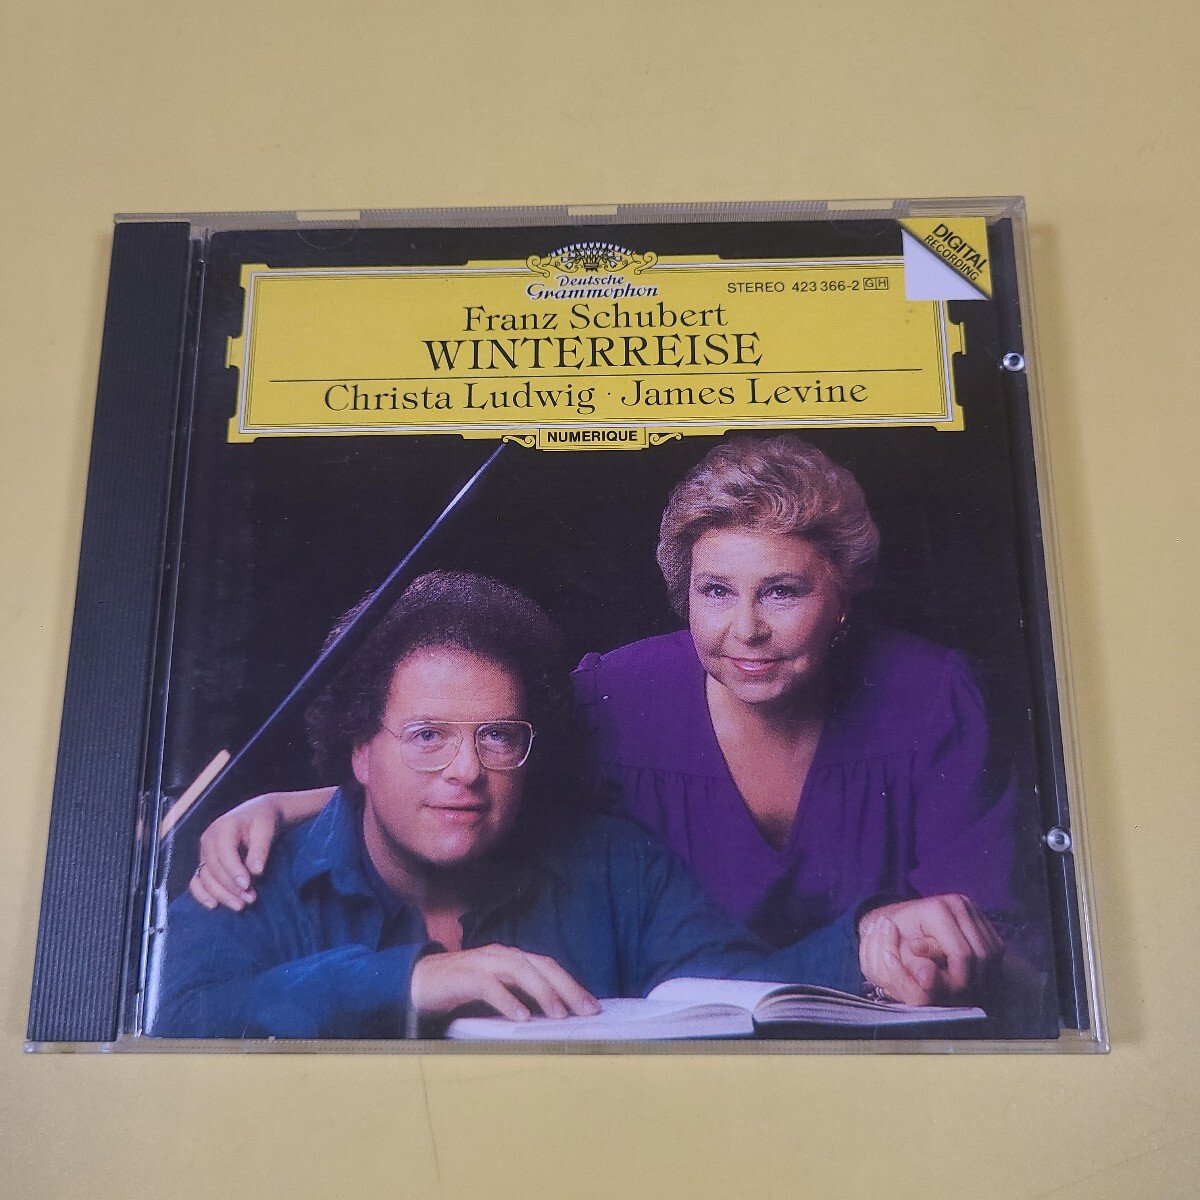 Deutsche
Grammophon
STEREO 423 366-2 GH
DIGITAL
RECORDING
Franz Schubert
WINTERREISE
Christa Ludwig · James Levine
NUMERIQUE